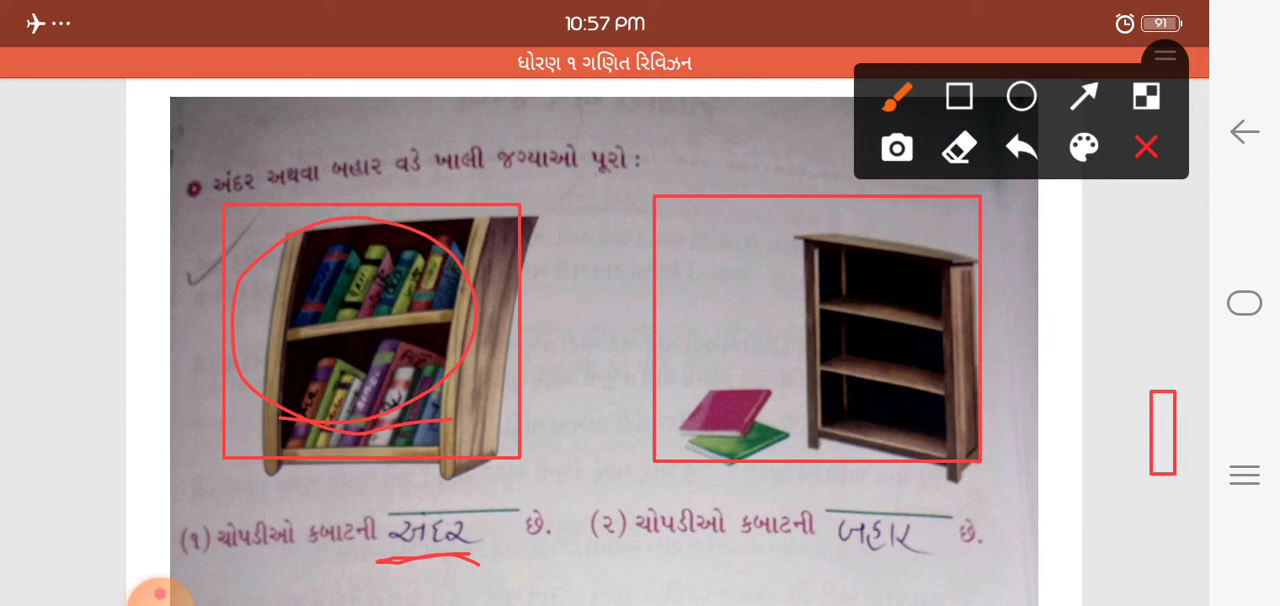 10:57 PM
91
ધોરણ ૧ ગણિત રિવિઝન
અંદર અથવા બહાર વડે ખાલી જગ્યાઓ પૂરો :
(૧) ચોપડીઓ કબાટની અંદર છે. (૨) ચોપડીઓ કબાટની બહાર છે.